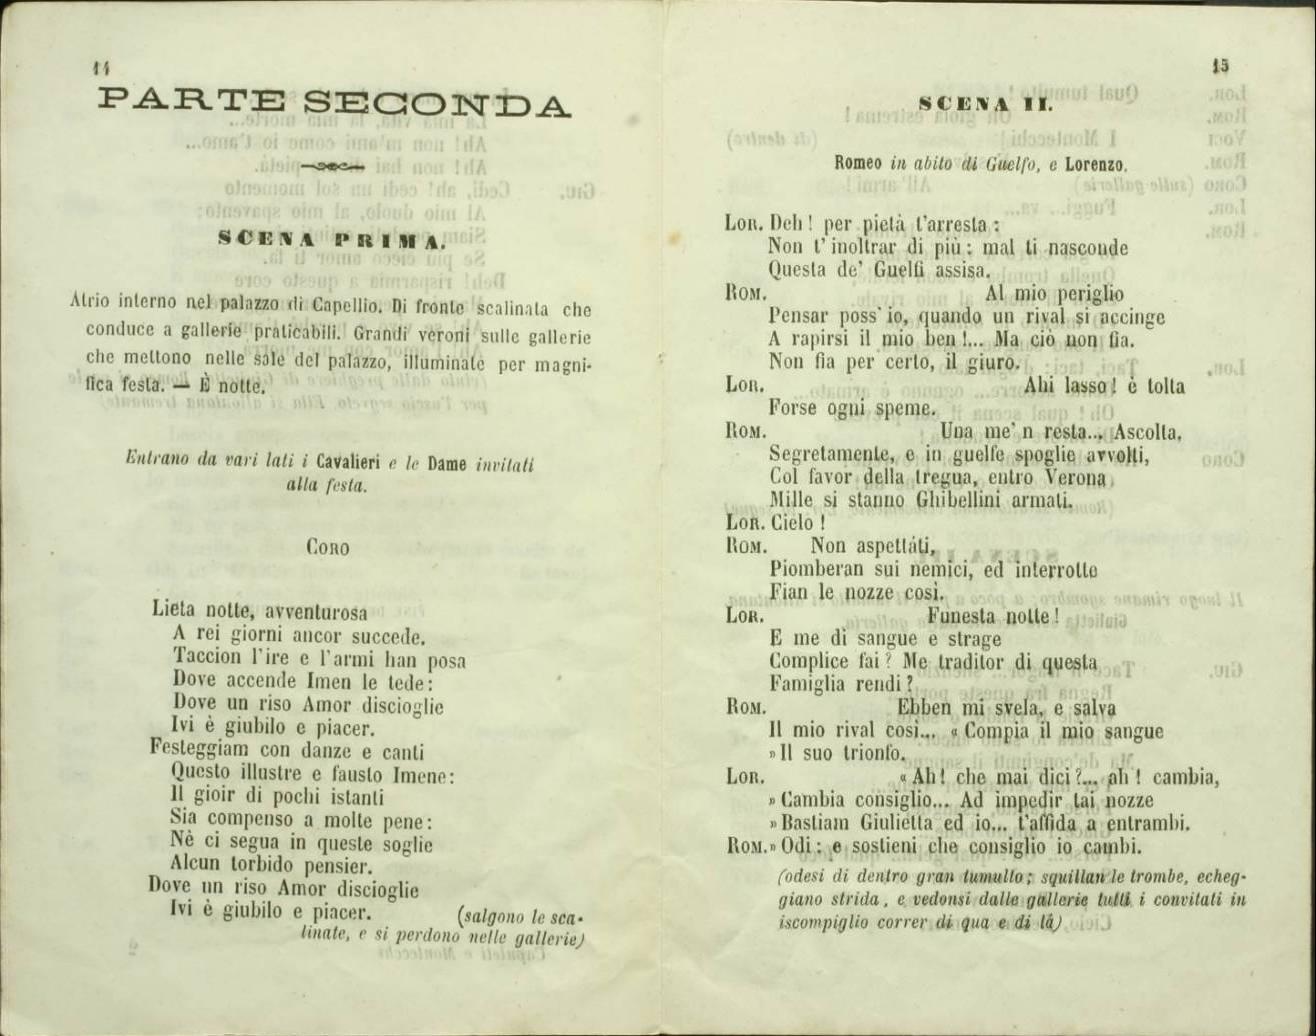 14
PARTE SECONDA
SCENA PRIMA.
Atrio interno nel palazzo di Capellio. Di fronte scalinata che
conduce a gallerie praticabili. Grandi veroni sulle gallerie
che mettono nelle sale del palazzo, illuminate per magni-
fica festa. — È notte.
Entrano da vari lati i Cavalieri e le Dame invitati
alla festa.
CORO
Lieta notte, avventurosa
A rei giorni ancor succede.
Taccion l'ire e l'armi han posa
Dove accende Imen le tede:
Dove un riso Amor discioglie
Ivi è giubilo e piacer.
Festeggiam con danze e canti
Questo illustre e fausto Imene:
Il gioir di pochi istanti
Sia compenso a molte pene:
Nè ci segua in queste soglie
Alcun torbido pensier.
Dove un riso Amor discioglie
Ivi è giubilo e piacer. (salgono le sca-
linate, e si perdono nelle gallerie)
15
SCENA II.
Romeo in abito di Guelfo, e Lorenzo.
LOR. Deh! per pietà t'arresta:
Non t'inoltrar di più: mal ti nasconde
Questa de' Guelfi assisa.
ROM. Al mio periglio
Pensar poss'io, quando un rival si accinge
A rapirsi il mio ben!... Ma ciò non fia.
Non fia per certo, il giuro.
LOR. Ahi lasso! è tolta
Forse ogni speme.
ROM. Una me' n resta... Ascolta.
Segretamente, e in guelfe spoglie avvolti,
Col favor della tregua, entro Verona
Mille si stanno Ghibellini armati.
LOR. Cielo!
ROM. Non aspettati,
Piomberan sui nemici, ed interrotte
Fian le nozze così.
LOR. Funesta notte!
E me di sangue e strage
Complice fai? Me traditor di questa
Famiglia rendi?
ROM. Ebben mi svela, e salva
Il mio rival così... « Compia il mio sangue
» Il suo trionfo.
LOR. « Ah! che mai dici?... ah! cambia,
» Cambia consiglio... Ad impedir tai nozze
» Bastiam Giulietta ed io... t'affida a entrambi.
ROM. » Odi: e sostieni che consiglio io cambi.
(odesi di dentro gran tumulto; squillan le trombe, echeg-
giano strida, e vedonsi dalle gallerie tutti i convitati in
iscompiglio correr di qua e di là)